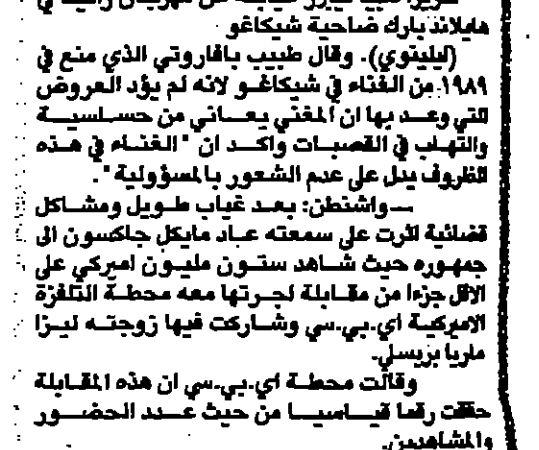 هايلاند بارك ضاحية شيكاغو
(ايلينوي). وقال طبيب بافاروتي الذي منع في
١٩٨٩ من الغناء في شيكاغو لانه لم يؤد العروض
التي وعد بها ان المغني يعاني من حساسية
والتهاب في القصبات واكد ان "الغناء في هذه
الظروف يدل على عدم الشعور بالمسؤولية".
ـ واشنطن: بعد غياب طويل ومشاكل
قضائية اثرت على سمعته عاد مايكل جاكسون الى
جمهوره حيث شاهد ستون مليون اميركي على
الاقل جزءا من مقابلة اجرتها معه محطة التلفزة
الاميركية اي.بي.سي وشاركت فيها زوجته ليزا
ماريا بريسلي.
وقالت محطة اي.بي.سي ان هذه المقابلة
حققت رقما قياسيا من حيث عدد الحضور
والمشاهدين.